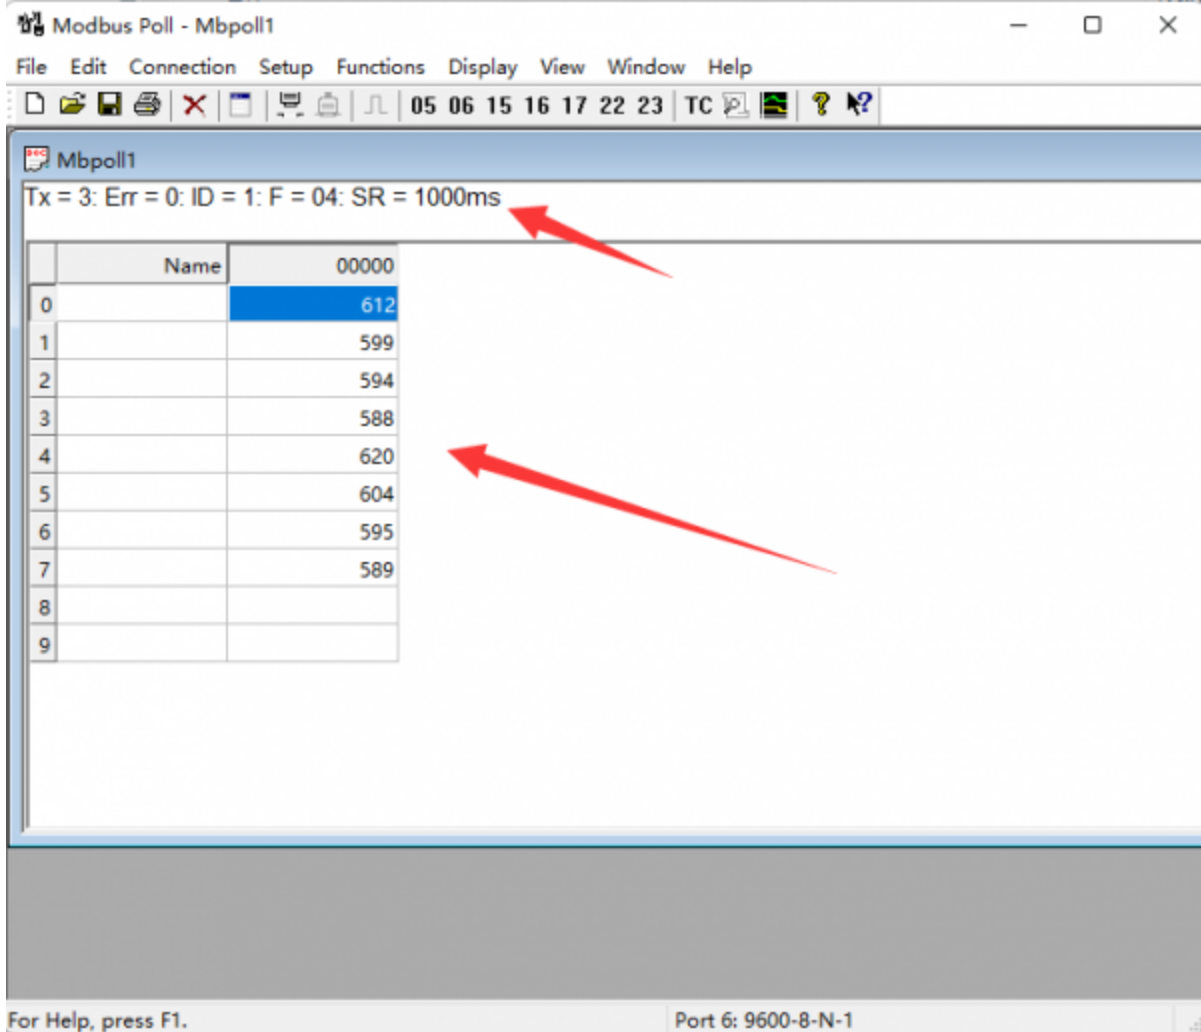 Modbus Poll - Mbpoll1
File Edit Connection Setup Functions Display View Window Help
05 06 15 16 17 22 23 TC
Mbpoll1
Tx = 3: Err = 0: ID = 1: F = 04: SR = 1000ms
Name 00000
0 612
1 599
2 594
3 588
4 620
5 604
6 595
7 589
8
9
For Help, press F1. Port 6: 9600-8-N-1